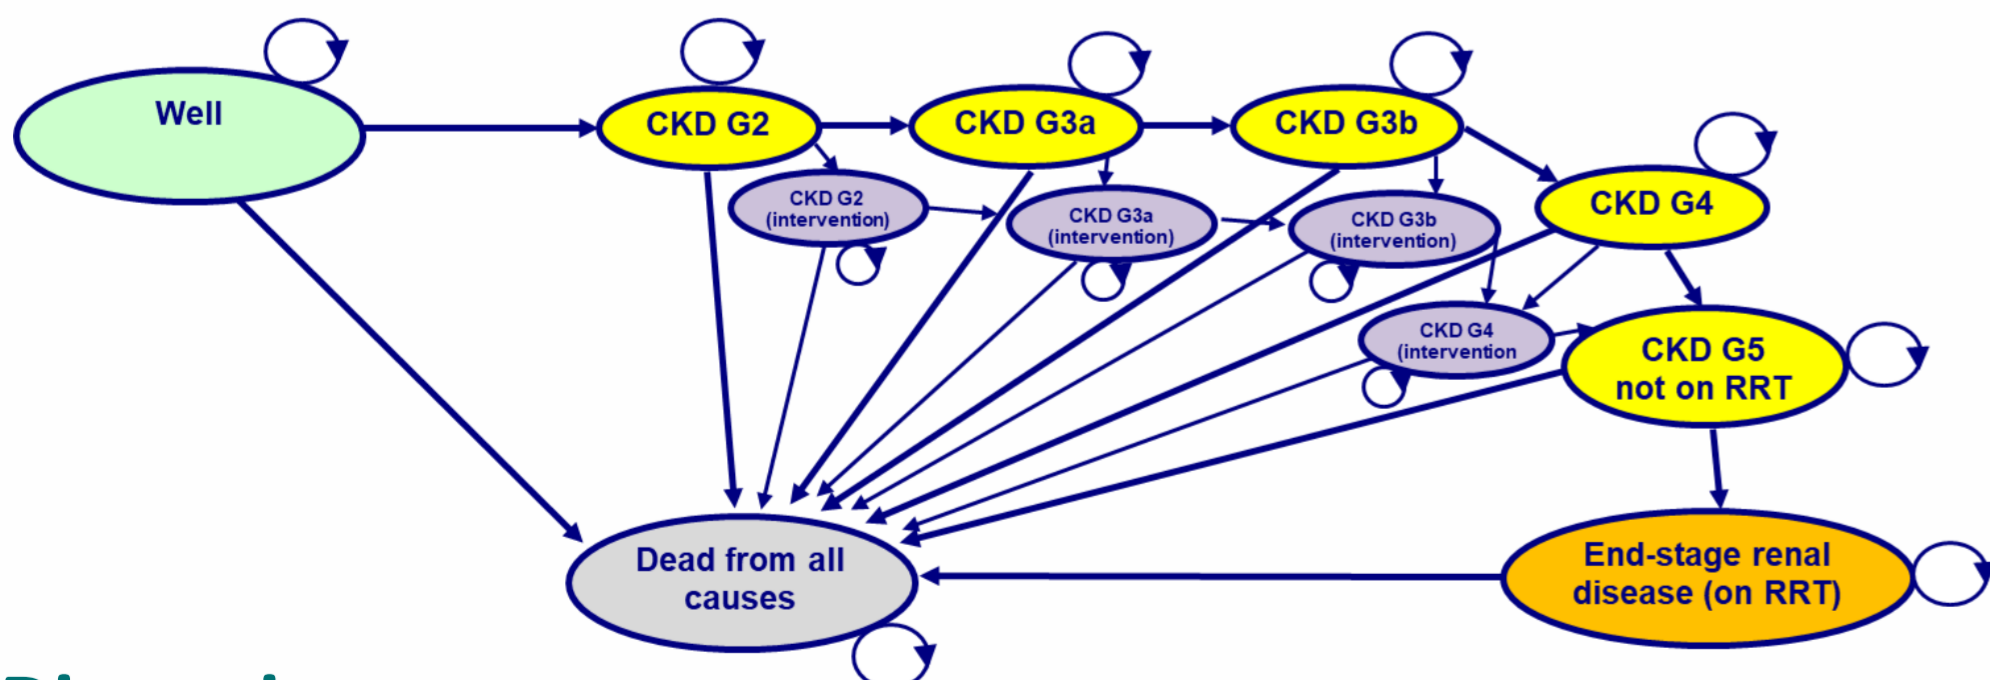 Well
CKD G2
CKD G3a
CKD G3b
CKD G4
CKD G2
(intervention)
CKD G3a
(intervention)
CKD G3b
(intervention)
CKD G4
(intervention
CKD G5
not on RRT
Dead from all
causes
End-stage renal
disease (on RRT)